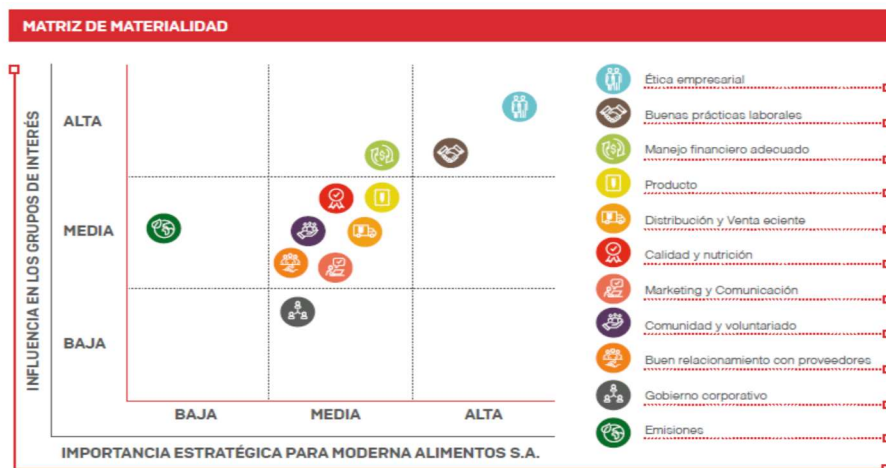 MATRIZ DE MATERIALIDAD
INFLUENCIA EN LOS GRUPOS DE INTERÉS
ALTA
MEDIA
BAJA
BAJA
MEDIA
ALTA
IMPORTANCIA ESTRATÉGICA PARA MODERNA ALIMENTOS S.A.
Ética empresarial
Buenas prácticas laborales
Manejo financiero adecuado
Producto
Distribución y Venta eciente
Calidad y nutrición
Marketing y Comunicación
Comunidad y voluntariado
Buen relacionamiento con proveedores
Gobierno corporativo
Emisiones